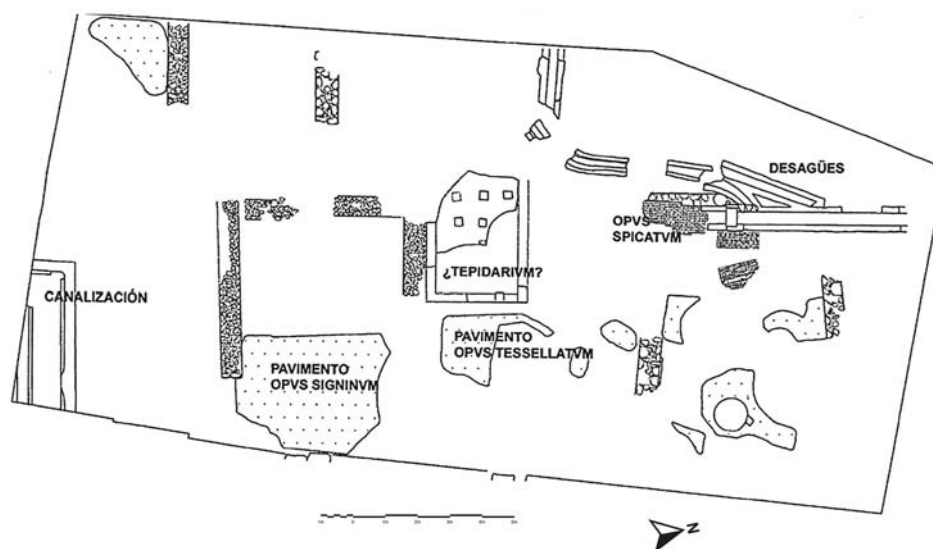 DESAGÜES
OPVS
SPICATVM
¿TEPIDARIVM?
CANALIZACIÓN
PAVIMENTO
OPVS SIGNINVM
PAVIMENTO
OPVS TESSELLATVM
N